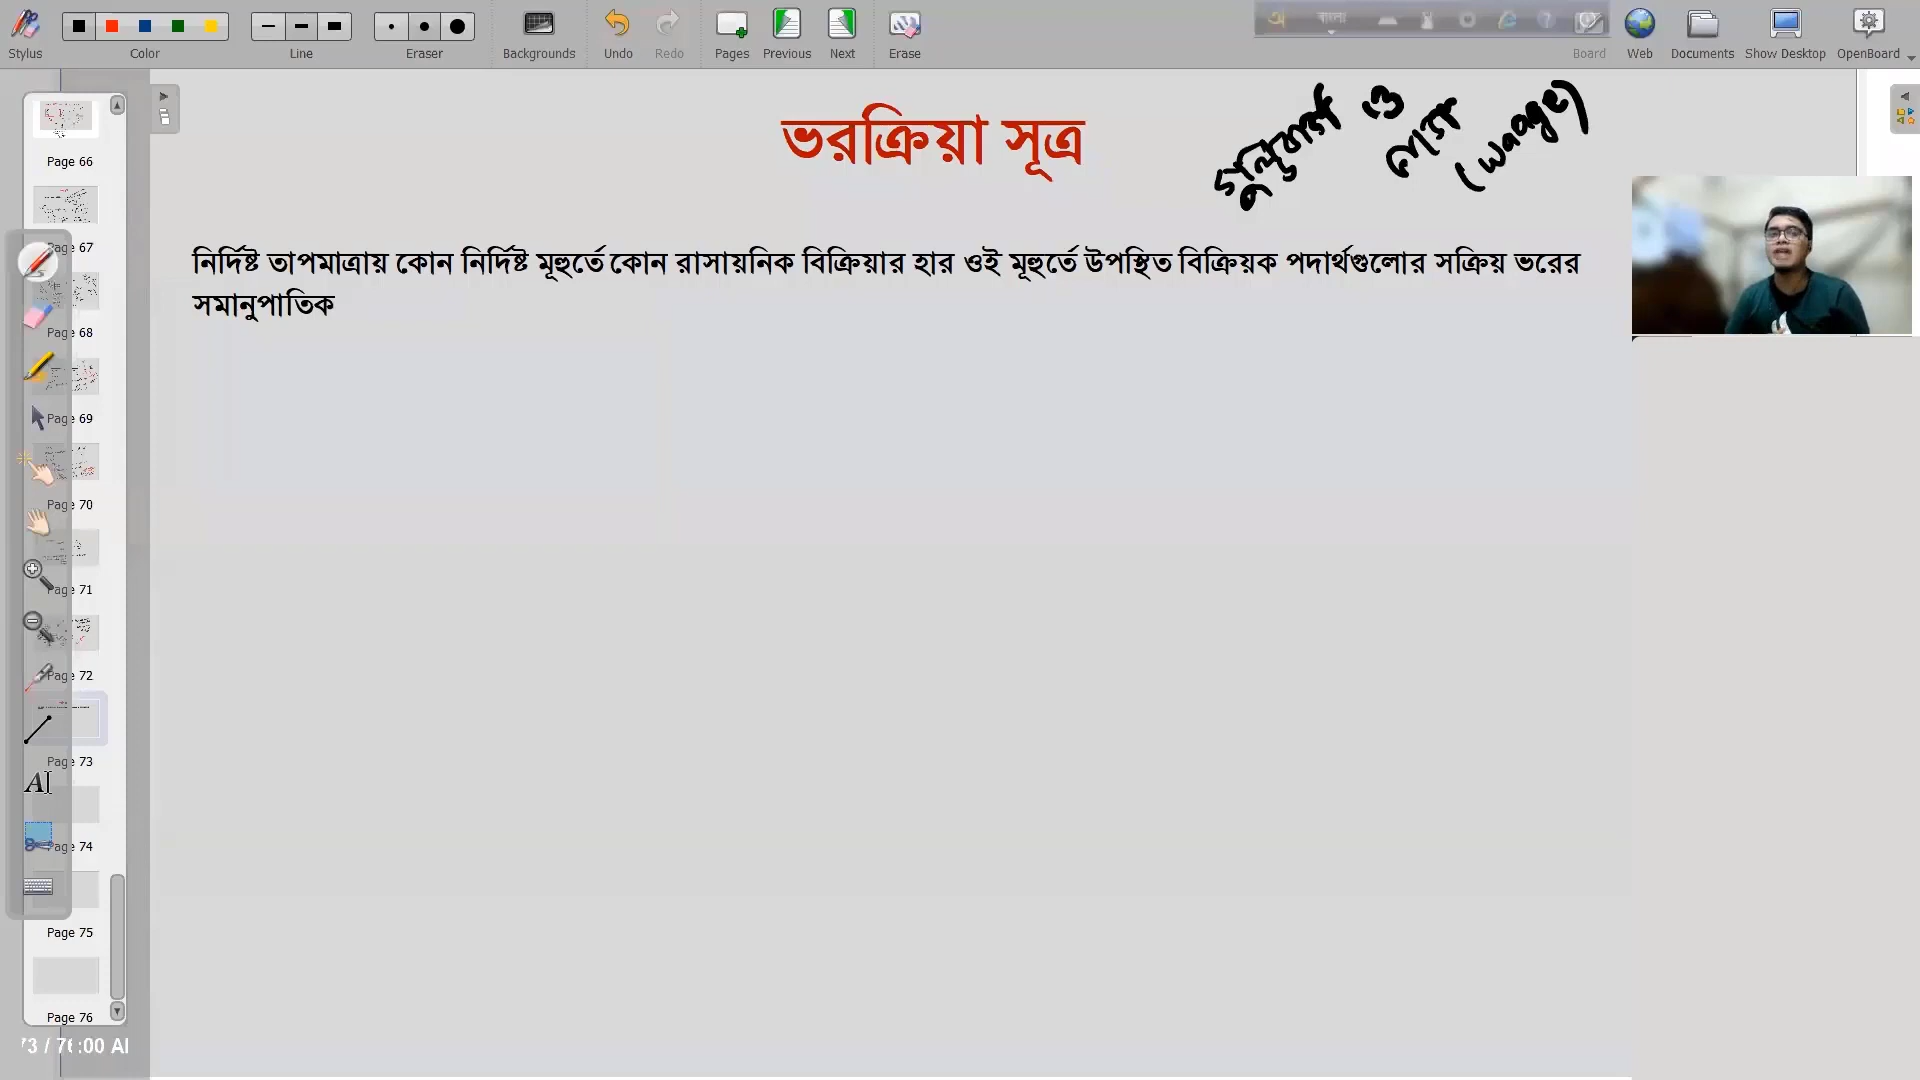 Stylus
Color
Line
Eraser
Backgrounds
Undo
Redo
Pages
Previous
Next
Erase
বাংলা
Board
Web
Documents
Show Desktop
OpenBoard
ভরক্রিয়া সূত্র
গুল্ডবার্গ ও
(waage)
নির্দিষ্ট তাপমাত্রায় কোন নির্দিষ্ট মূহুর্তে কোন রাসায়নিক বিক্রিয়ার হার ওই মূহুর্তে উপস্থিত বিক্রিয়ক পদার্থগুলোর সক্রিয় ভরের
সমানুপাতিক
Page 66
Page 67
Page 68
Page 69
Page 70
Page 71
Page 72
Page 73
Page 74
Page 75
Page 76